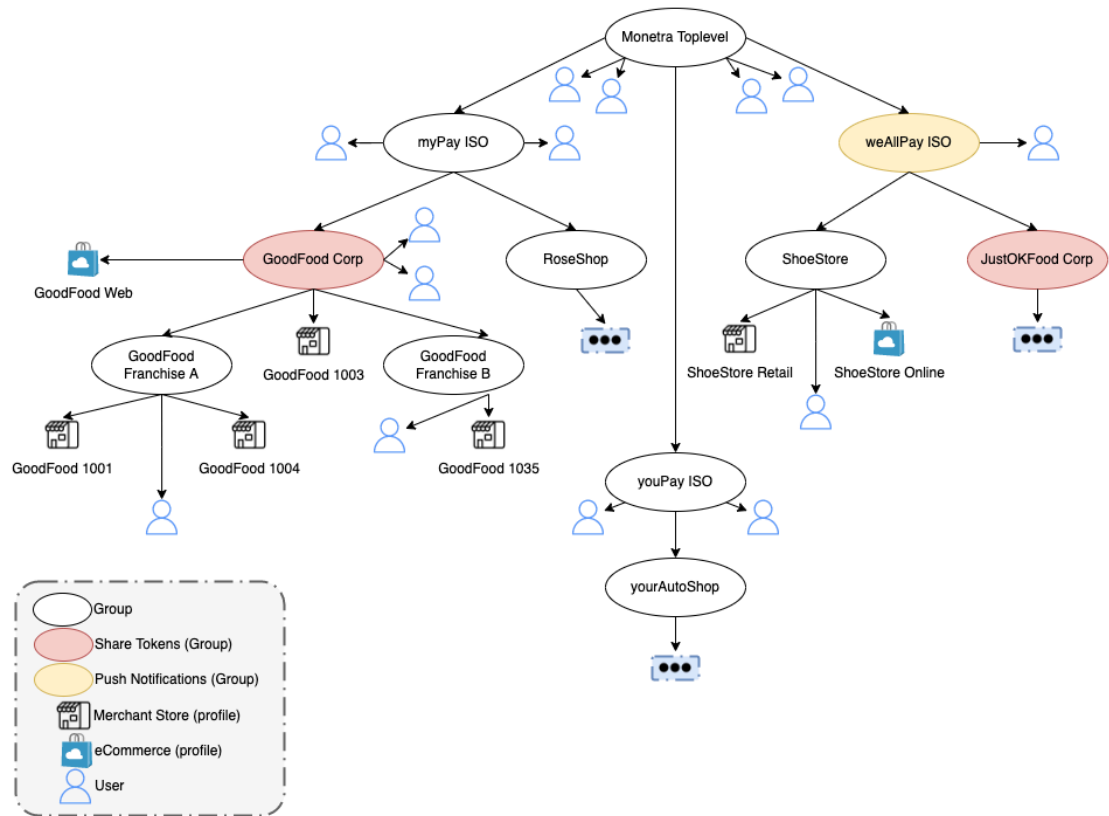 Monetra Toplevel
myPay ISO
weAllPay ISO
GoodFood Corp
RoseShop
ShoeStore
JustOKFood Corp
GoodFood Web
GoodFood
Franchise A
GoodFood 1003
GoodFood
Franchise B
ShoeStore Retail
ShoeStore Online
GoodFood 1001
GoodFood 1004
GoodFood 1035
youPay ISO
yourAutoShop
Group
Share Tokens (Group)
Push Notifications (Group)
Merchant Store (profile)
eCommerce (profile)
User